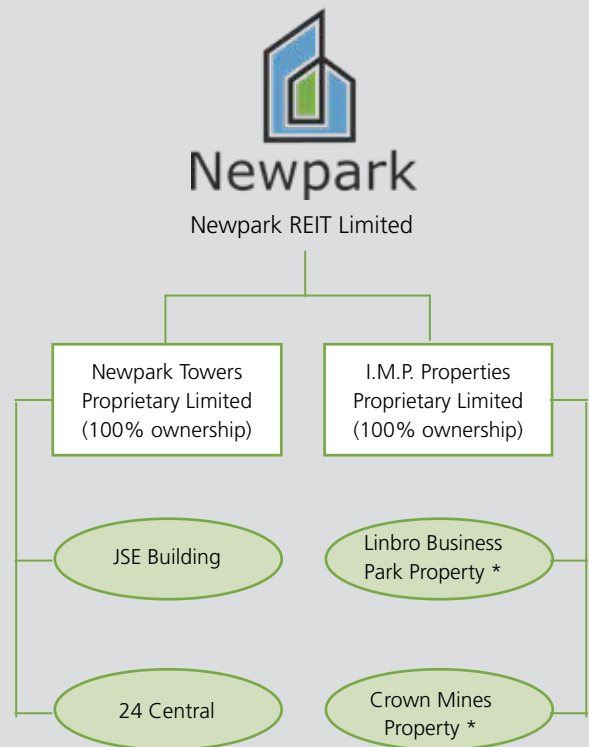 Newpark
Newpark REIT Limited
Newpark Towers
Proprietary Limited
(100% ownership)
I.M.P. Properties
Proprietary Limited
(100% ownership)
JSE Building
Linbro Business
Park Property *
24 Central
Crown Mines
Property *